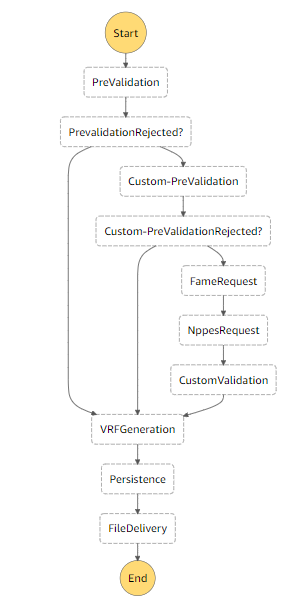 Start
PreValidation
PrevalidationRejected?
Custom-PreValidation
Custom-PreValidationRejected?
FameRequest
NppesRequest
CustomValidation
VRFGeneration
Persistence
FileDelivery
End